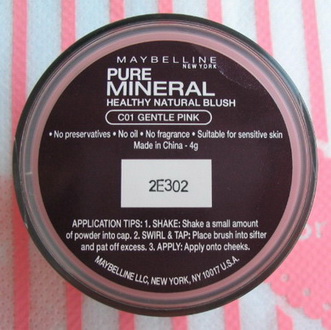 MAYBELLINE
NEW YORK
PURE
MINERAL
HEALTHY NATURAL BLUSH
C01 GENTLE PINK
• No preservatives • No oil • No fragrance • Suitable for sensitive skin
Made in China - 4g
2E302
APPLICATION TIPS: 1. SHAKE: Shake a small amount
of powder into cap. 2. SWIRL & TAP: Place brush into sifter
and pat off excess. 3. APPLY: Apply onto cheeks.
MAYBELLINE LLC, NEW YORK, NY 10017 U.S.A.